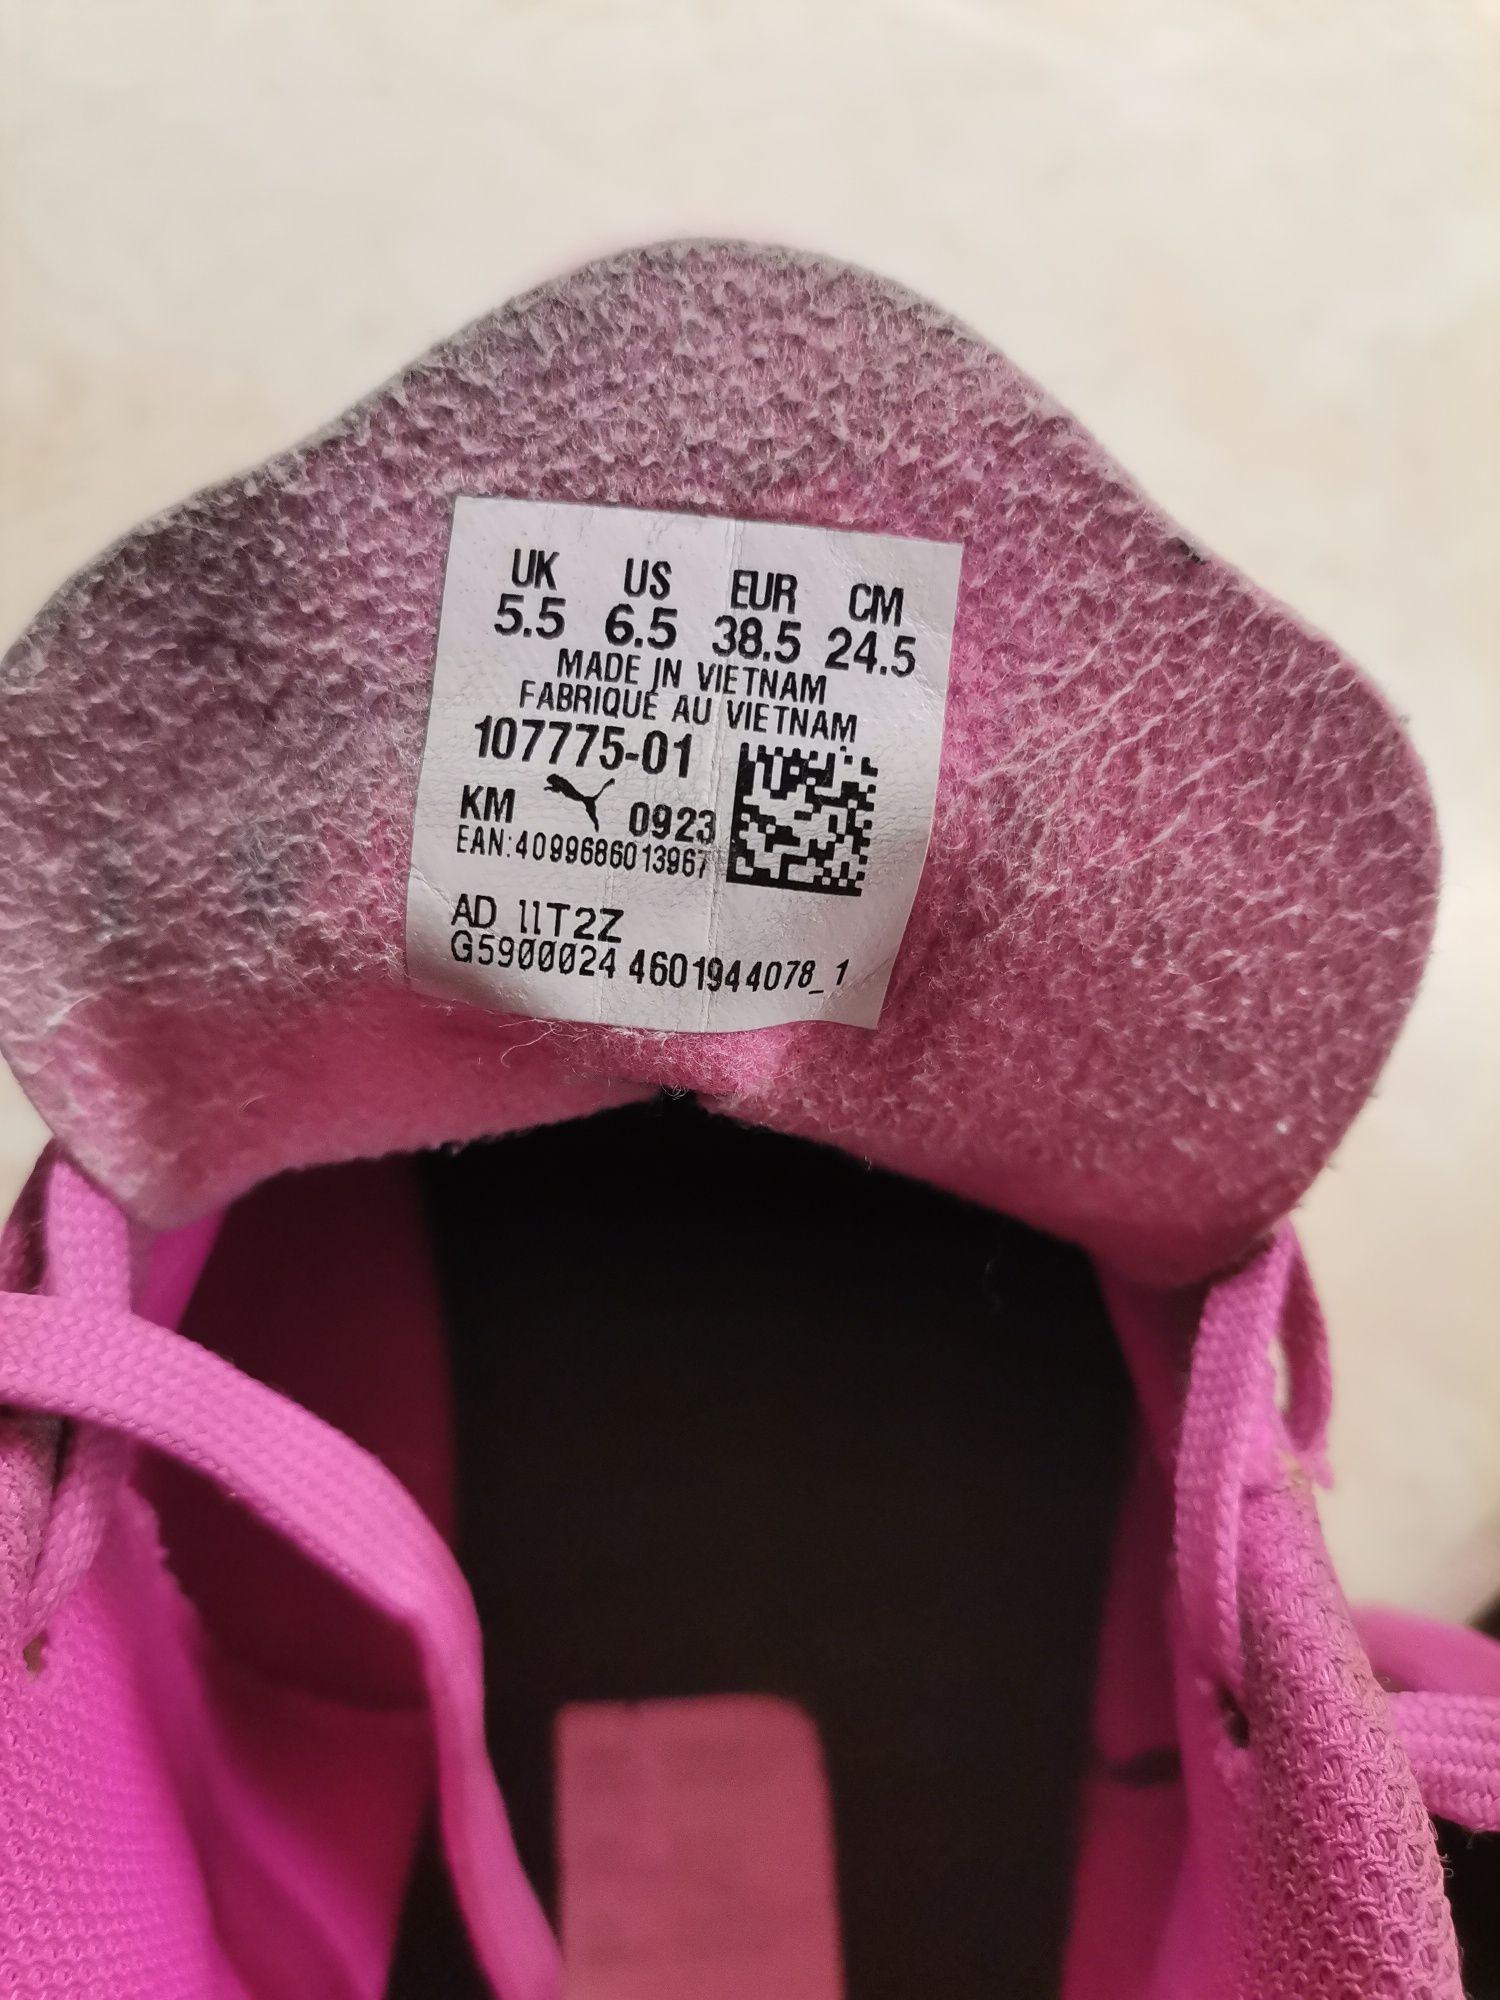 UK US EUR CM
5.5 6.5 38.5 24.5
MADE IN VIETNAM
FABRIQUÉ AU VIETNAM
107775-01
KM 0923
EAN:4099686013967
AD 11T2Z
G5900024 4601944078_1